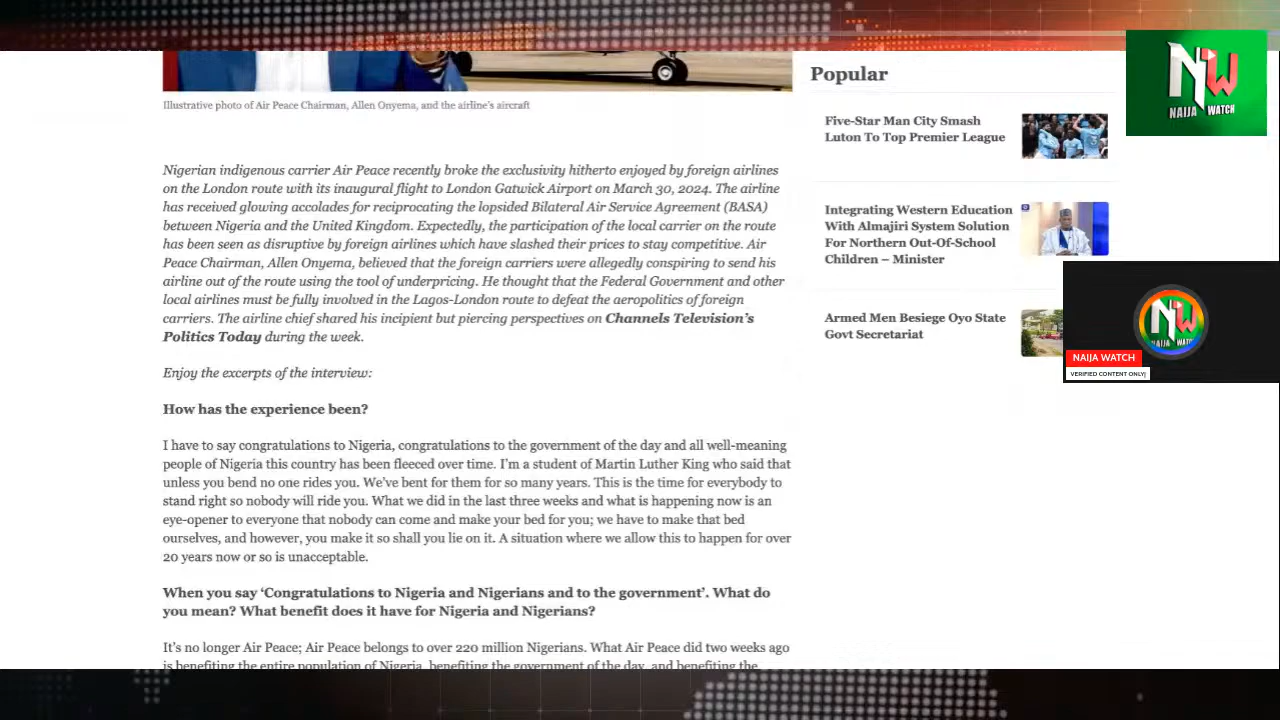 Illustrative photo of Air Peace Chairman, Allen Onyema, and the airline's aircraft
Nigerian indigenous carrier Air Peace recently broke the exclusivity hitherto enjoyed by foreign airlines
on the London route with its inaugural flight to London Gatwick Airport on March 30, 2024. The airline
has received glowing accolades for reciprocating the lopsided Bilateral Air Service Agreement (BASA)
between Nigeria and the United Kingdom. Expectedly, the participation of the local carrier on the route
has been seen as disruptive by foreign airlines which have slashed their prices to stay competitive. Air
Peace Chairman, Allen Onyema, believed that the foreign carriers were allegedly conspiring to send his
airline out of the route using the tool of underpricing. He thought that the Federal Government and other
local airlines must be fully involved in the Lagos-London route to defeat the aeropolitics of foreign
carriers. The airline chief shared his incipient but piercing perspectives on Channels Television's
Politics Today during the week.
Enjoy the excerpts of the interview:
How has the experience been?
I have to say congratulations to Nigeria, congratulations to the government of the day and all well-meaning
people of Nigeria this country has been fleeced over time. I'm a student of Martin Luther King who said that
unless you bend no one rides you. We've bent for them for so many years. This is the time for everybody to
stand right so nobody will ride you. What we did in the last three weeks and what is happening now is an
eye-opener to everyone that nobody can come and make your bed for you; we have to make that bed
ourselves, and however, you make it so shall you lie on it. A situation where we allow this to happen for over
20 years now or so is unacceptable.
When you say 'Congratulations to Nigeria and Nigerians and to the government'. What do
you mean? What benefit does it have for Nigeria and Nigerians?
It's no longer Air Peace; Air Peace belongs to over 220 million Nigerians. What Air Peace did two weeks ago
is benefiting the entire population of Nigeria, benefiting the government of the day, and benefiting the
Popular
Five-Star Man City Smash
Luton To Top Premier League
Integrating Western Education
With Almajiri System Solution
For Northern Out-Of-School
Children – Minister
Armed Men Besiege Oyo State
Govt Secretariat
NW
NAIJA WATCH
NW
NAIJA WATCH
NAIJA WATCH
VERIFIED CONTENT ONLY|